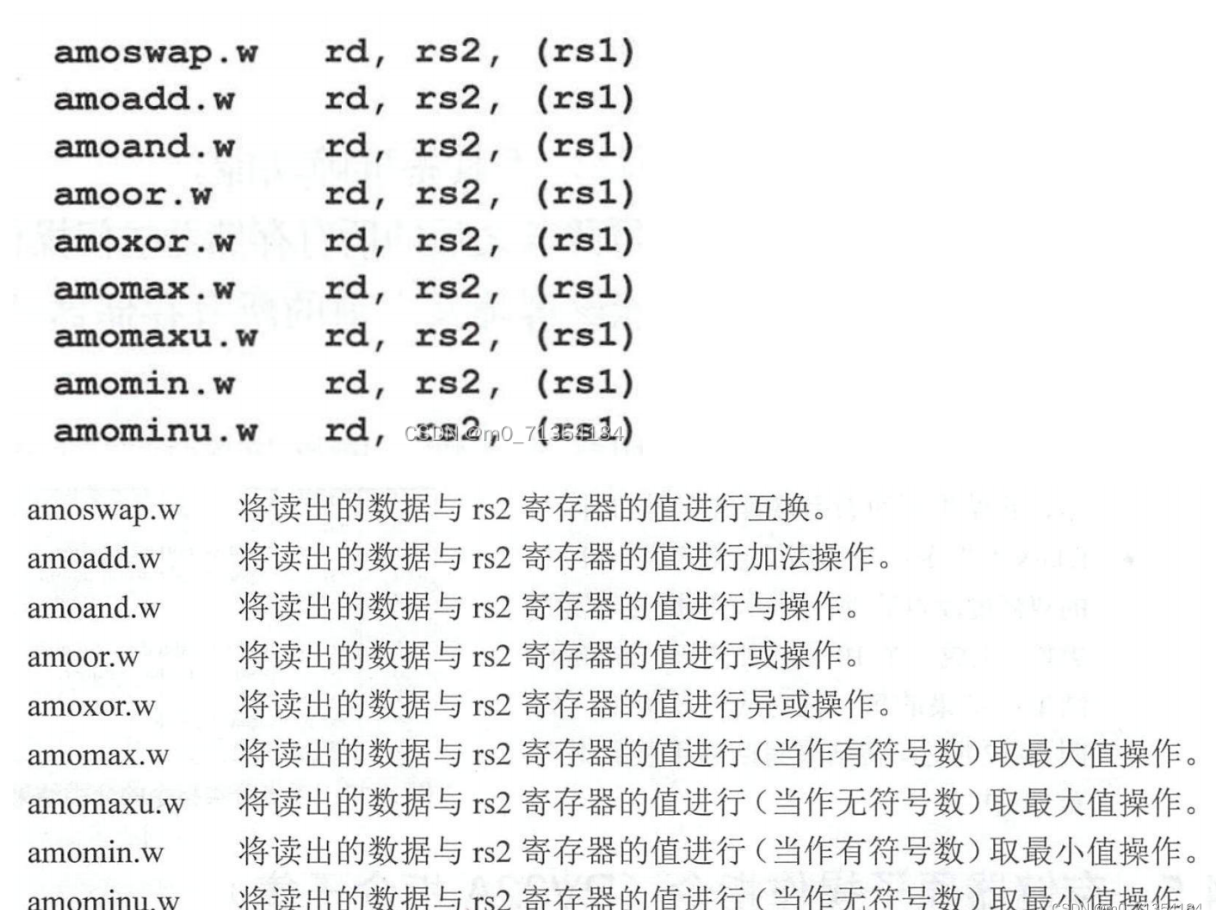 amoswap.w rd, rs2, (rs1)
amoadd.w rd, rs2, (rs1)
amoand.w rd, rs2, (rs1)
amoor.w rd, rs2, (rs1)
amoxor.w rd, rs2, (rs1)
amomax.w rd, rs2, (rs1)
amomaxu.w rd, rs2, (rs1)
amomin.w rd, rs2, (rs1)
amominu.w rd, rs2, (rs1)
CSDN @m0_71354184
amoswap.w 将读出的数据与 rs2 寄存器的值进行互换。
amoadd.w 将读出的数据与 rs2 寄存器的值进行加法操作。
amoand.w 将读出的数据与 rs2 寄存器的值进行与操作。
amoor.w 将读出的数据与 rs2 寄存器的值进行或操作。
amoxor.w 将读出的数据与 rs2 寄存器的值进行异或操作。
amomax.w 将读出的数据与 rs2 寄存器的值进行（当作有符号数）取最大值操作。
amomaxu.w 将读出的数据与 rs2 寄存器的值进行（当作无符号数）取最大值操作。
amomin.w 将读出的数据与 rs2 寄存器的值进行（当作有符号数）取最小值操作。
amominu.w 将读出的数据与 rs2 寄存器的值进行（当作无符号数）取最小值操作。
CSDN @m0_71354184